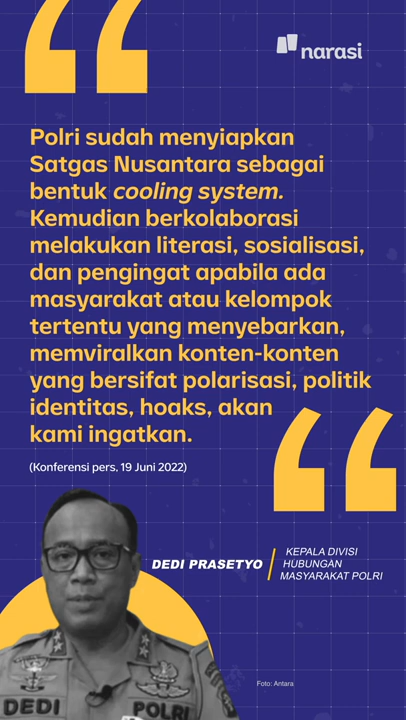 narasi
Polri sudah menyiapkan
Satgas Nusantara sebagai
bentuk cooling system.
Kemudian berkolaborasi
melakukan literasi, sosialisasi,
dan pengingat apabila ada
masyarakat atau kelompok
tertentu yang menyebarkan,
memviralkan konten-konten
yang bersifat polarisasi, politik
identitas, hoaks, akan
kami ingatkan.
(Konferensi pers, 19 Juni 2022)
DEDI PRASETYO
KEPALA DIVISI
HUBUNGAN
MASYARAKAT POLRI
Foto: Antara
DEDI
POLRI